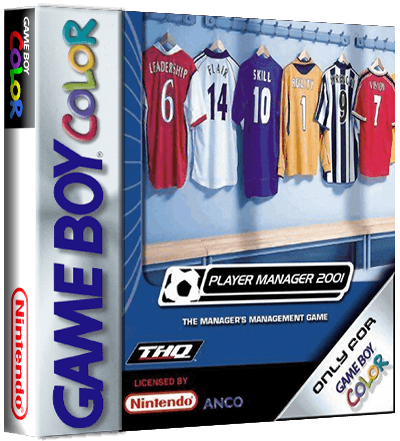 GAME BOY
COLOR
Nintendo®
GAME BOY COLOR
LEADERSHIP
6
FLAIR
14
SKILL
10
AGILITY
1
9
VISION
7
PLAYER MANAGER 2001
THE MANAGER'S MANAGEMENT GAME
THQ
LICENSED BY
Nintendo
ANCO
ONLY FOR
GAME BOY
COLOR